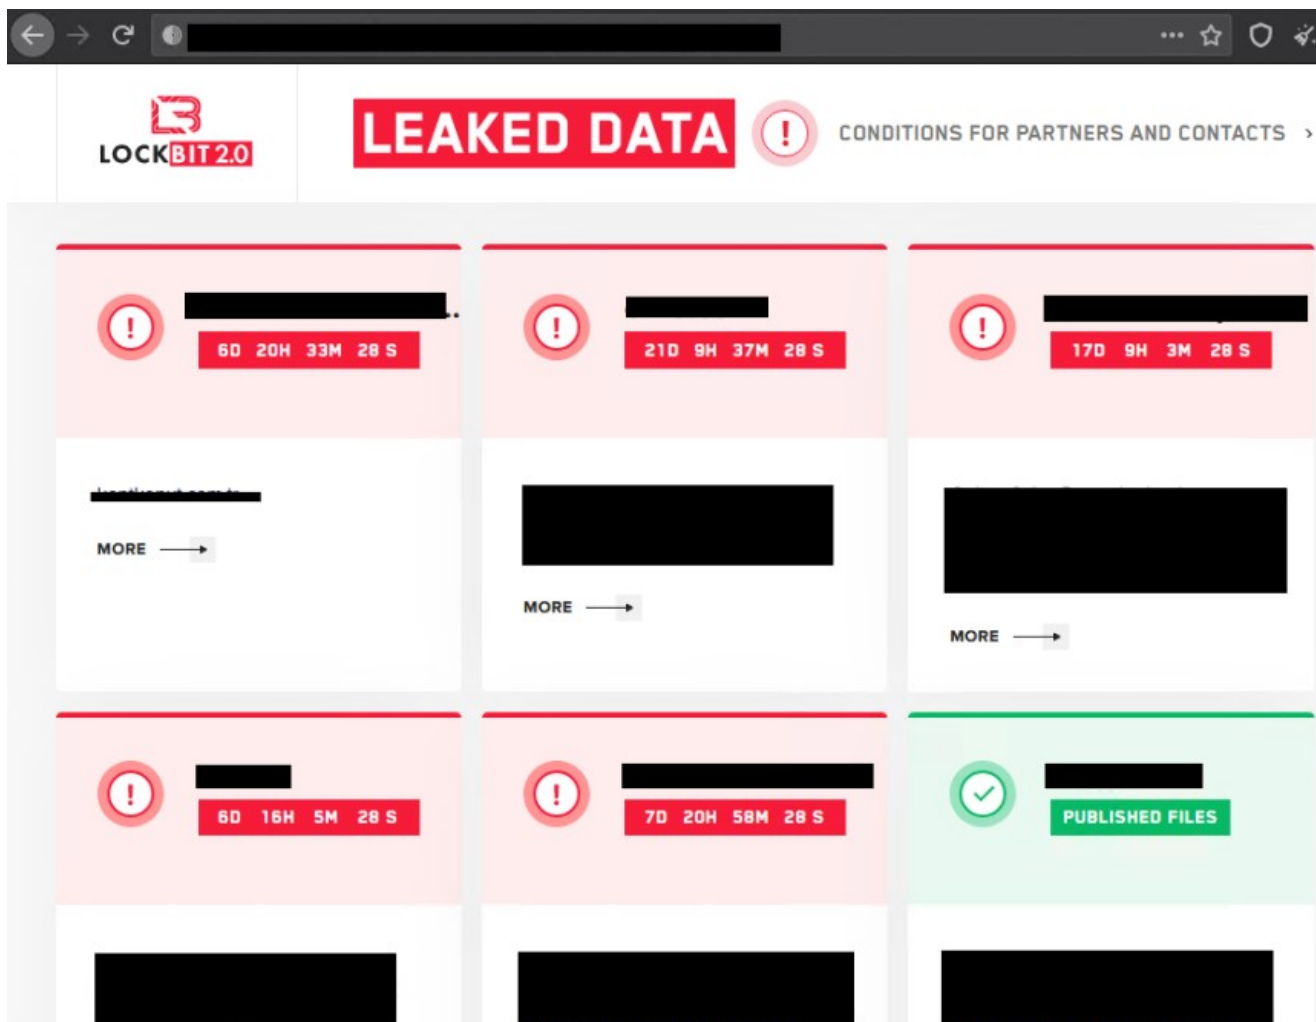 LOCKBIT 2.0
LEAKED DATA
CONDITIONS FOR PARTNERS AND CONTACTS
6D 20H 33M 28 S
21D 9H 37M 28 S
17D 9H 3M 28 S
MORE
MORE
MORE
6D 16H 5M 28 S
7D 20H 58M 28 S
PUBLISHED FILES